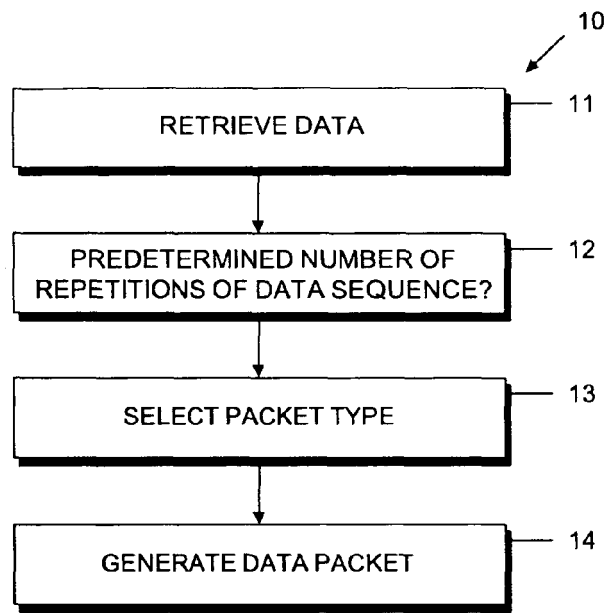 10
RETRIEVE DATA
11
PREDETERMINED NUMBER OF
REPETITIONS OF DATA SEQUENCE?
12
SELECT PACKET TYPE
13
GENERATE DATA PACKET
14